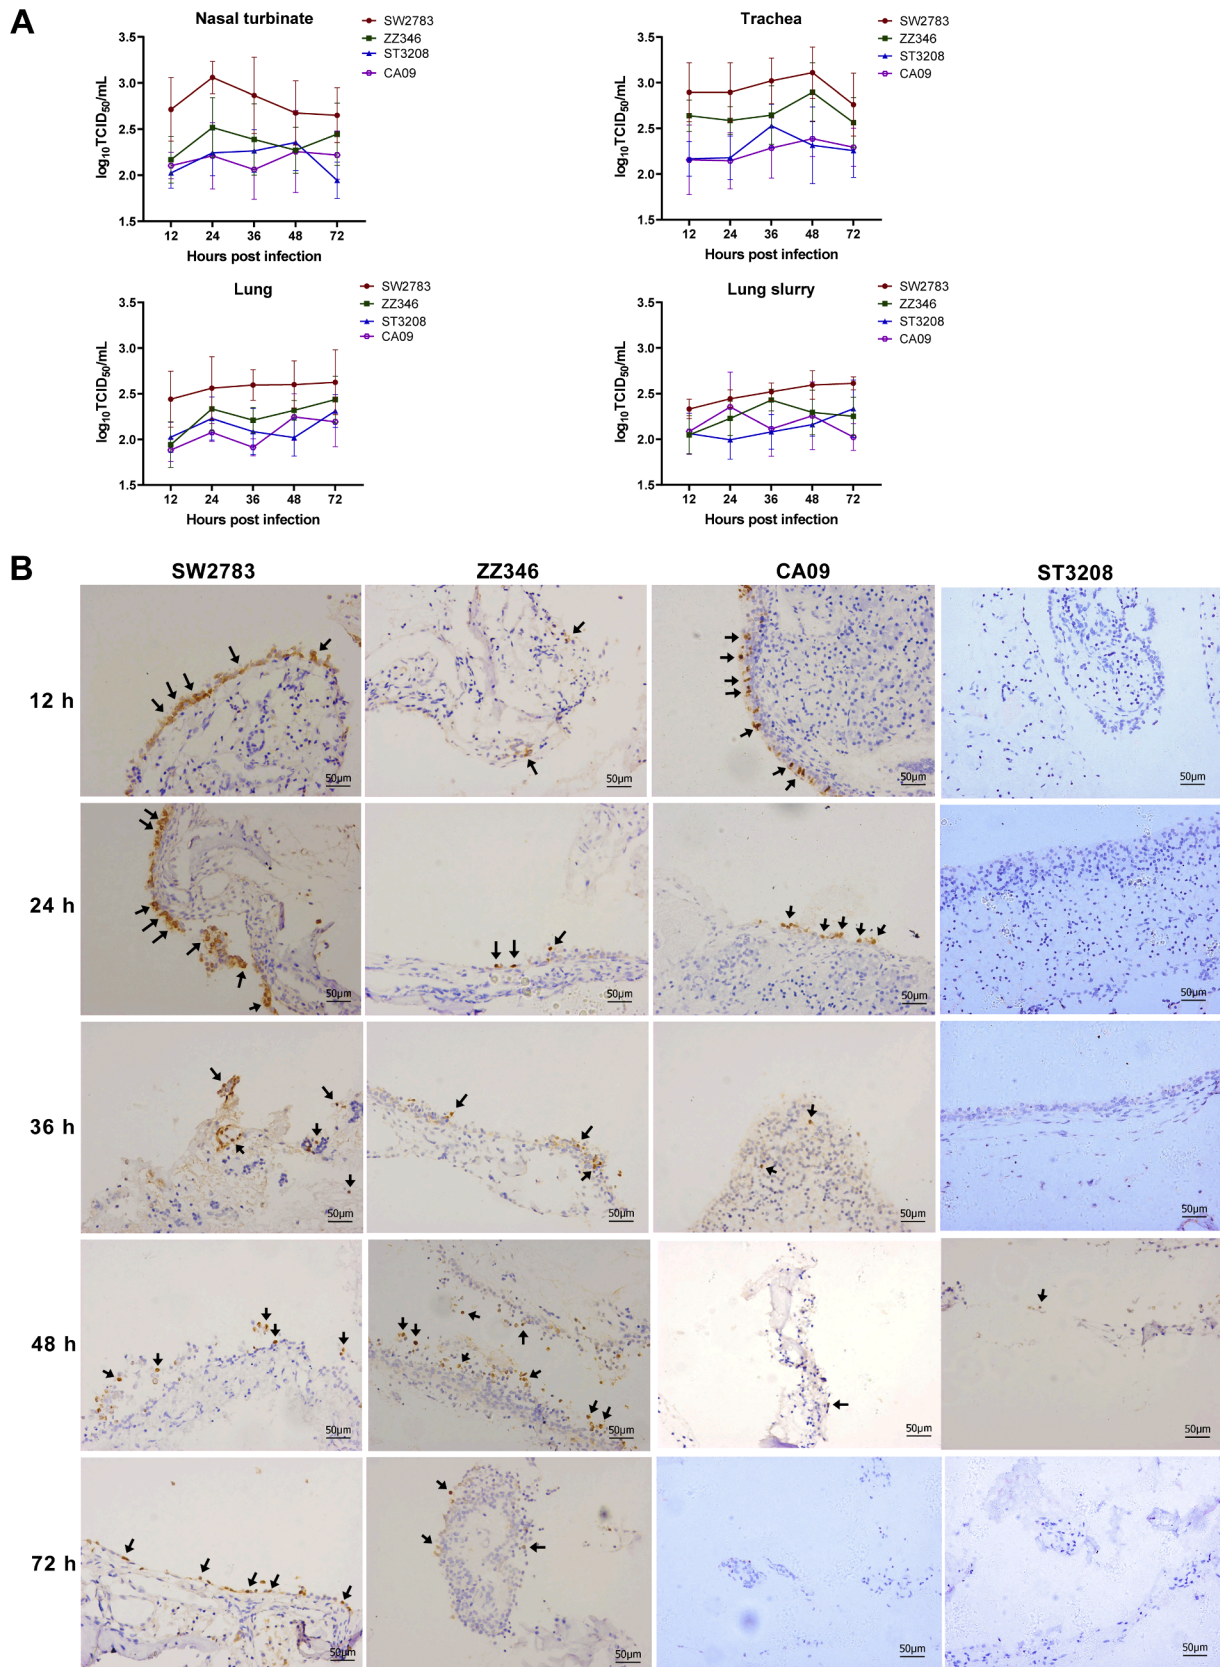 A
Nasal turbinate
SW2783
ZZ346
ST3208
CA09
3.5
3.0
2.5
2.0
1.5
log10TCID50/mL
12 24 36 48 72
Hours post infection
Trachea
SW2783
ZZ346
ST3208
CA09
3.5
3.0
2.5
2.0
1.5
log10TCID50/mL
12 24 36 48 72
Hours post infection
Lung
SW2783
ZZ346
ST3208
CA09
3.5
3.0
2.5
2.0
1.5
log10TCID50/mL
12 24 36 48 72
Hours post infection
Lung slurry
SW2783
ZZ346
ST3208
CA09
3.5
3.0
2.5
2.0
1.5
log10TCID50/mL
12 24 36 48 72
Hours post infection
B
SW2783 ZZ346 CA09 ST3208
12 h
50μm 50μm 50μm 50μm
24 h
50μm 50μm 50μm 50μm
36 h
50μm 50μm 50μm 50μm
48 h
50μm 50μm 50μm 50μm
72 h
50μm 50μm 50μm 50μm